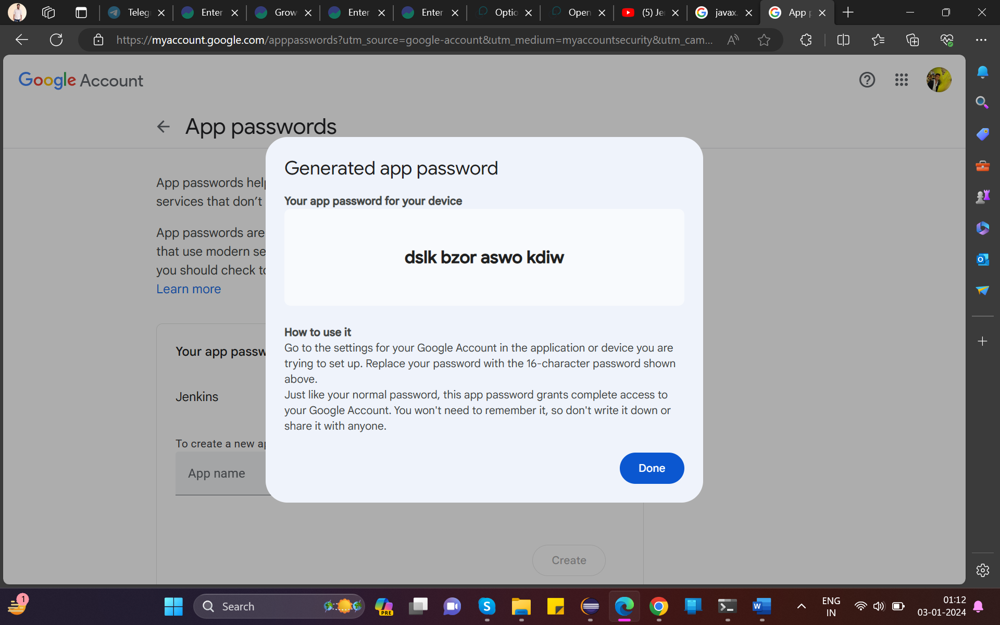 Teleg
Enter
Grow
Enter
Enter
Optio
Open
(5) Je
javax.
App p
https://myaccount.google.com/apppasswords?utm_source=google-account&utm_medium=myaccountsecurity&utm_cam...
Google Account
App passwords
App passwords help
services that don't
App passwords are
that use modern se
you should check to
Learn more
Your app passw
Jenkins
To create a new ap
App name
Create
Generated app password
Your app password for your device
dslk bzor aswo kdiw
How to use it
Go to the settings for your Google Account in the application or device you are
trying to set up. Replace your password with the 16-character password shown
above.
Just like your normal password, this app password grants complete access to
your Google Account. You won't need to remember it, so don't write it down or
share it with anyone.
Done
1
Search
PRE
ENG
IN
01:12
03-01-2024